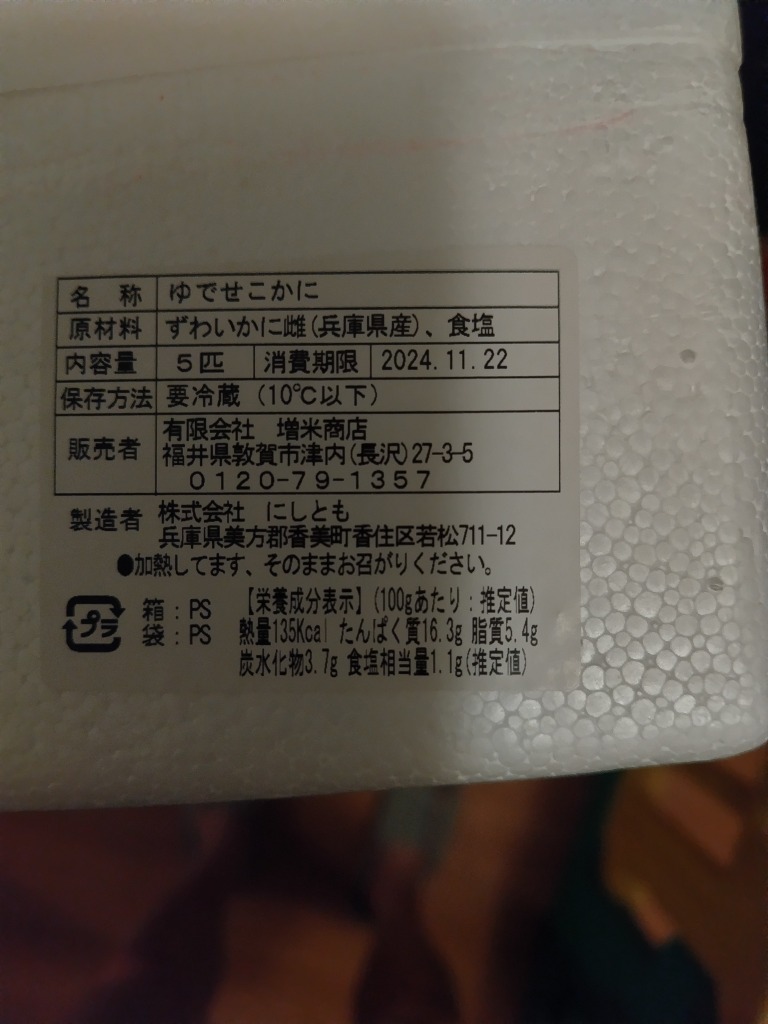 名 称 ゆでせこかに
原材料 ずわいかに雌(兵庫県産)、食塩
内容量 5匹 消費期限 2024.11.22
保存方法 要冷蔵 (10℃以下)
販売者 有限会社 増米商店
福井県敦賀市津内(長沢)27-3-5
0120-79-1357
製造者 株式会社 にしとも
兵庫県美方郡香美町香住区若松711-12
●加熱してます、そのままお召がりください。
プラ 箱:PS
袋:PS
【栄養成分表示】(100gあたり:推定値)
熱量135Kcal たんぱく質16.3g 脂質5.4g
炭水化物3.7g 食塩相当量1.1g(推定値)